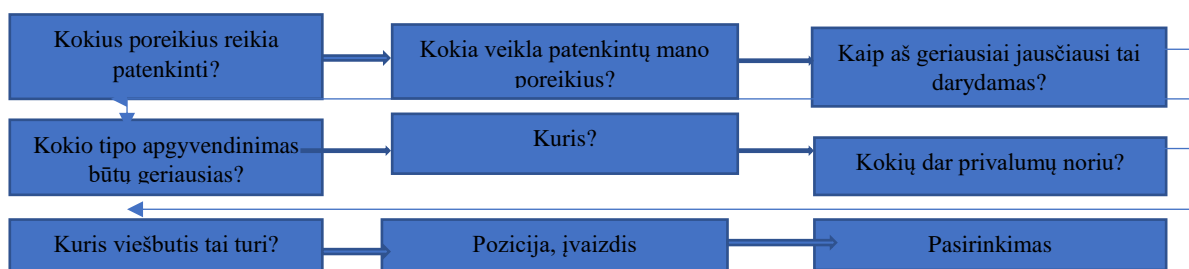 Kokius poreikius reikia
patenkinti?
Kokia veikla patenkintų mano
poreikius?
Kaip aš geriausiai jausčiausi tai
darydamas?
Kokio tipo apgyvendinimas
būtų geriausias?
Kuris?
Kokių dar privalumų noriu?
Kuris viešbutis tai turi?
Pozicija, įvaizdis
Pasirinkimas